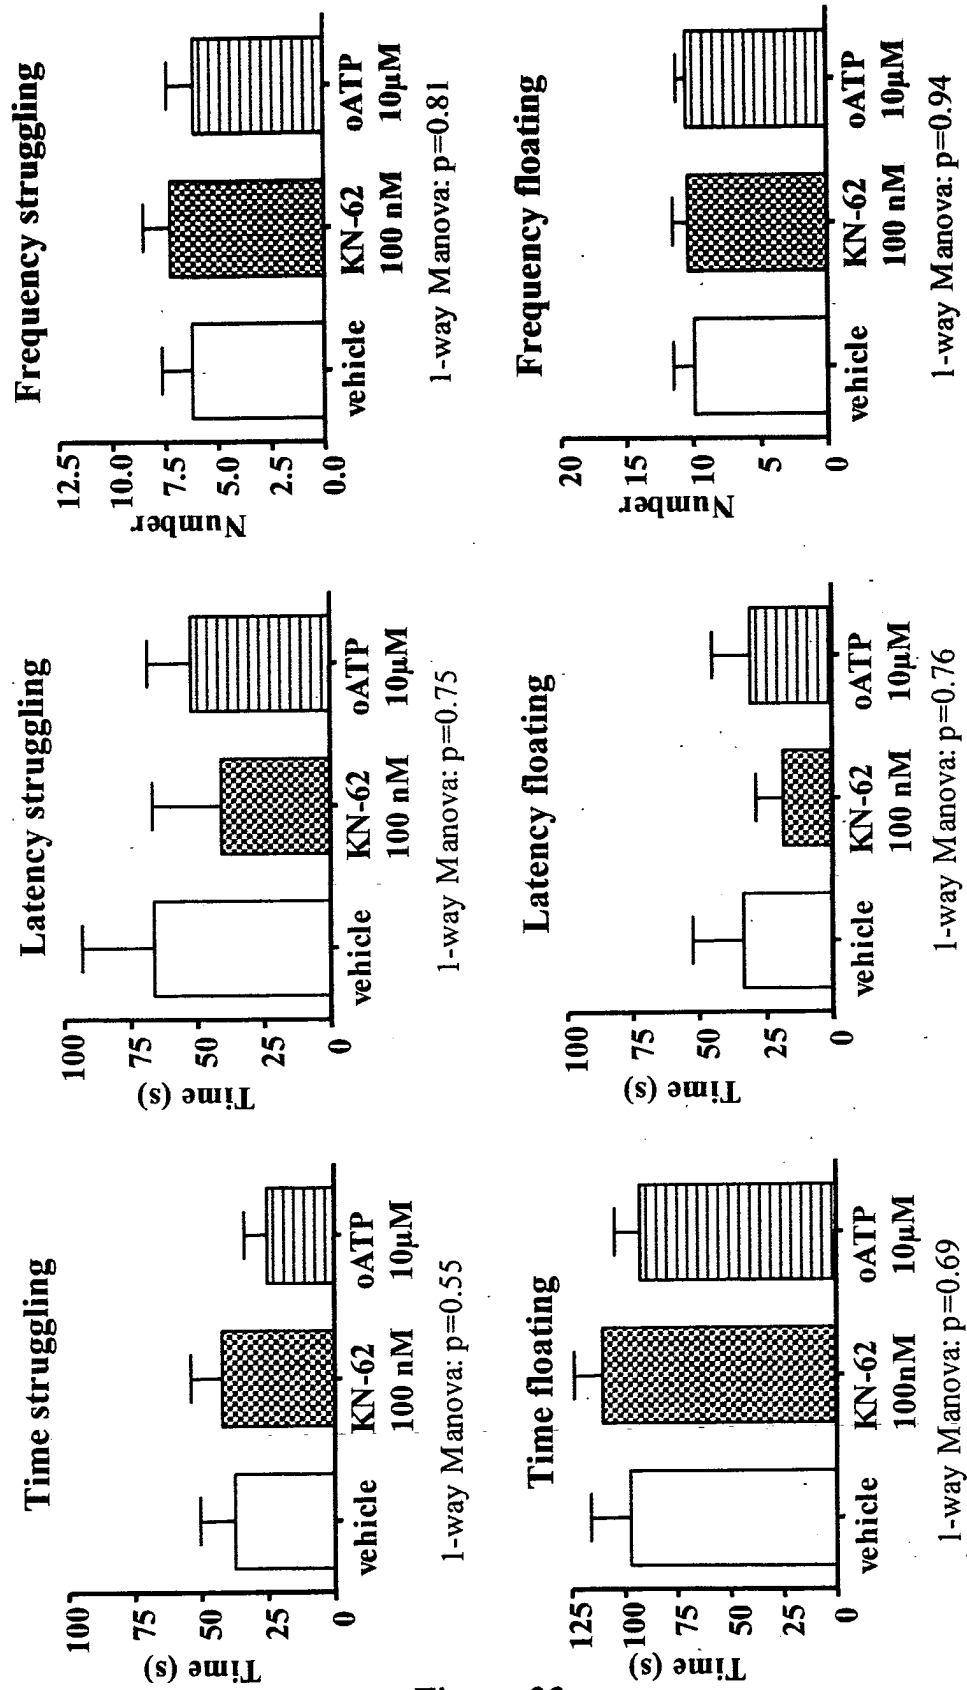 Time struggling
Time (s)
100
75
50
25
0
vehicle
KN-62
100 nM
oATP
10µM
1-way Manova: p=0.55
Latency struggling
Time (s)
100
75
50
25
0
vehicle
KN-62
100 nM
oATP
10µM
1-way Manova: p=0.75
Frequency struggling
Number
12.5
10.0
7.5
5.0
2.5
0.0
vehicle
KN-62
100 nM
oATP
10µM
1-way Manova: p=0.81
Time floating
Time (s)
125
100
75
50
25
0
vehicle
KN-62
100nM
oATP
10µM
1-way Manova: p=0.69
Latency floating
Time (s)
100
75
50
25
0
vehicle
KN-62
100 nM
oATP
10µM
1-way Manova: p=0.76
Frequency floating
Number
20
15
10
5
0
vehicle
KN-62
100 nM
oATP
10µM
1-way Manova: p=0.94